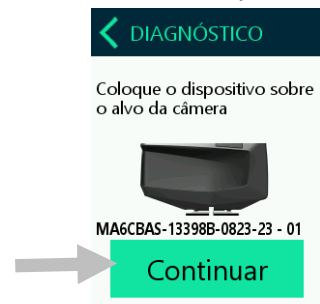 DIAGNÓSTICO
Coloque o dispositivo sobre
o alvo da câmera
MA6CBAS-13398B-0823-23 - 01
Continuar